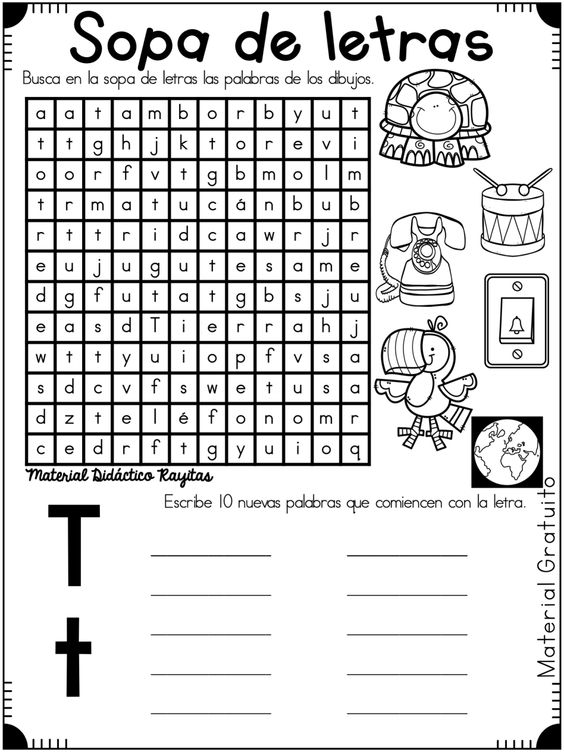 Sopa de letras
Busca en la sopa de letras las palabras de los dibujos.
a a t a m b o r b y u t
t t g h j k t o r e v i
o o r f v t g b m o l m
t r m a t u c á n b u b
r t t r i d c a w r j r
e u j u g u t e s a m e
d g f u t a t g b s j u
e a s d T i e r r a h j
w t t y u i o p f v s a
s d c v f s w e t u s a
d z t e l é f o n o m r
c e d r f t g y u i o q
Material Didáctico Rayitas
Escribe 10 nuevas palabras que comiencen con la letra.
T
t
Material Gratuito